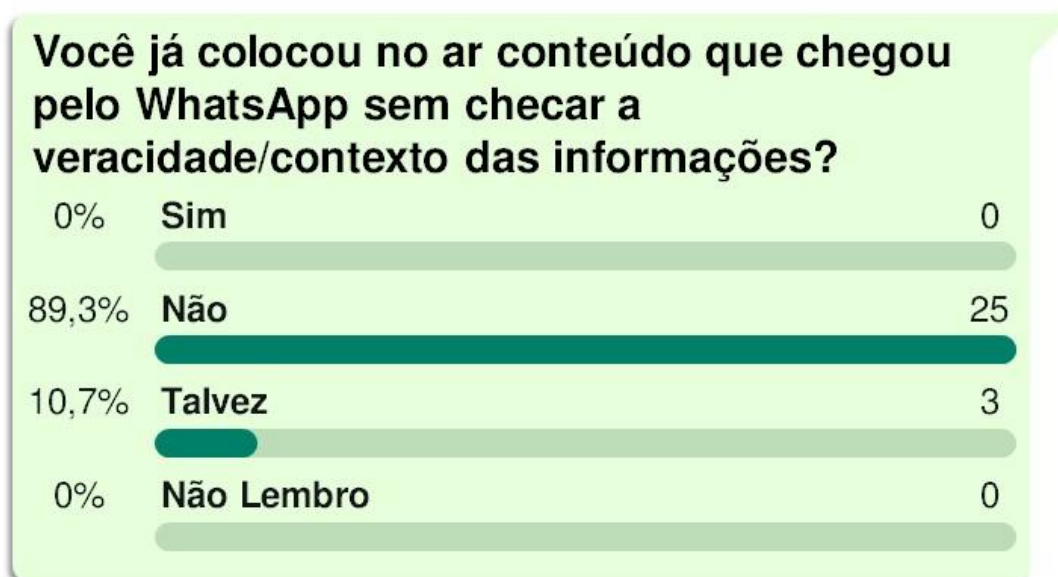 Você já colocou no ar conteúdo que chegou
pelo WhatsApp sem checar a
veracidade/contexto das informações?
0% Sim 0
89,3% Não 25
10,7% Talvez 3
0% Não Lembro 0